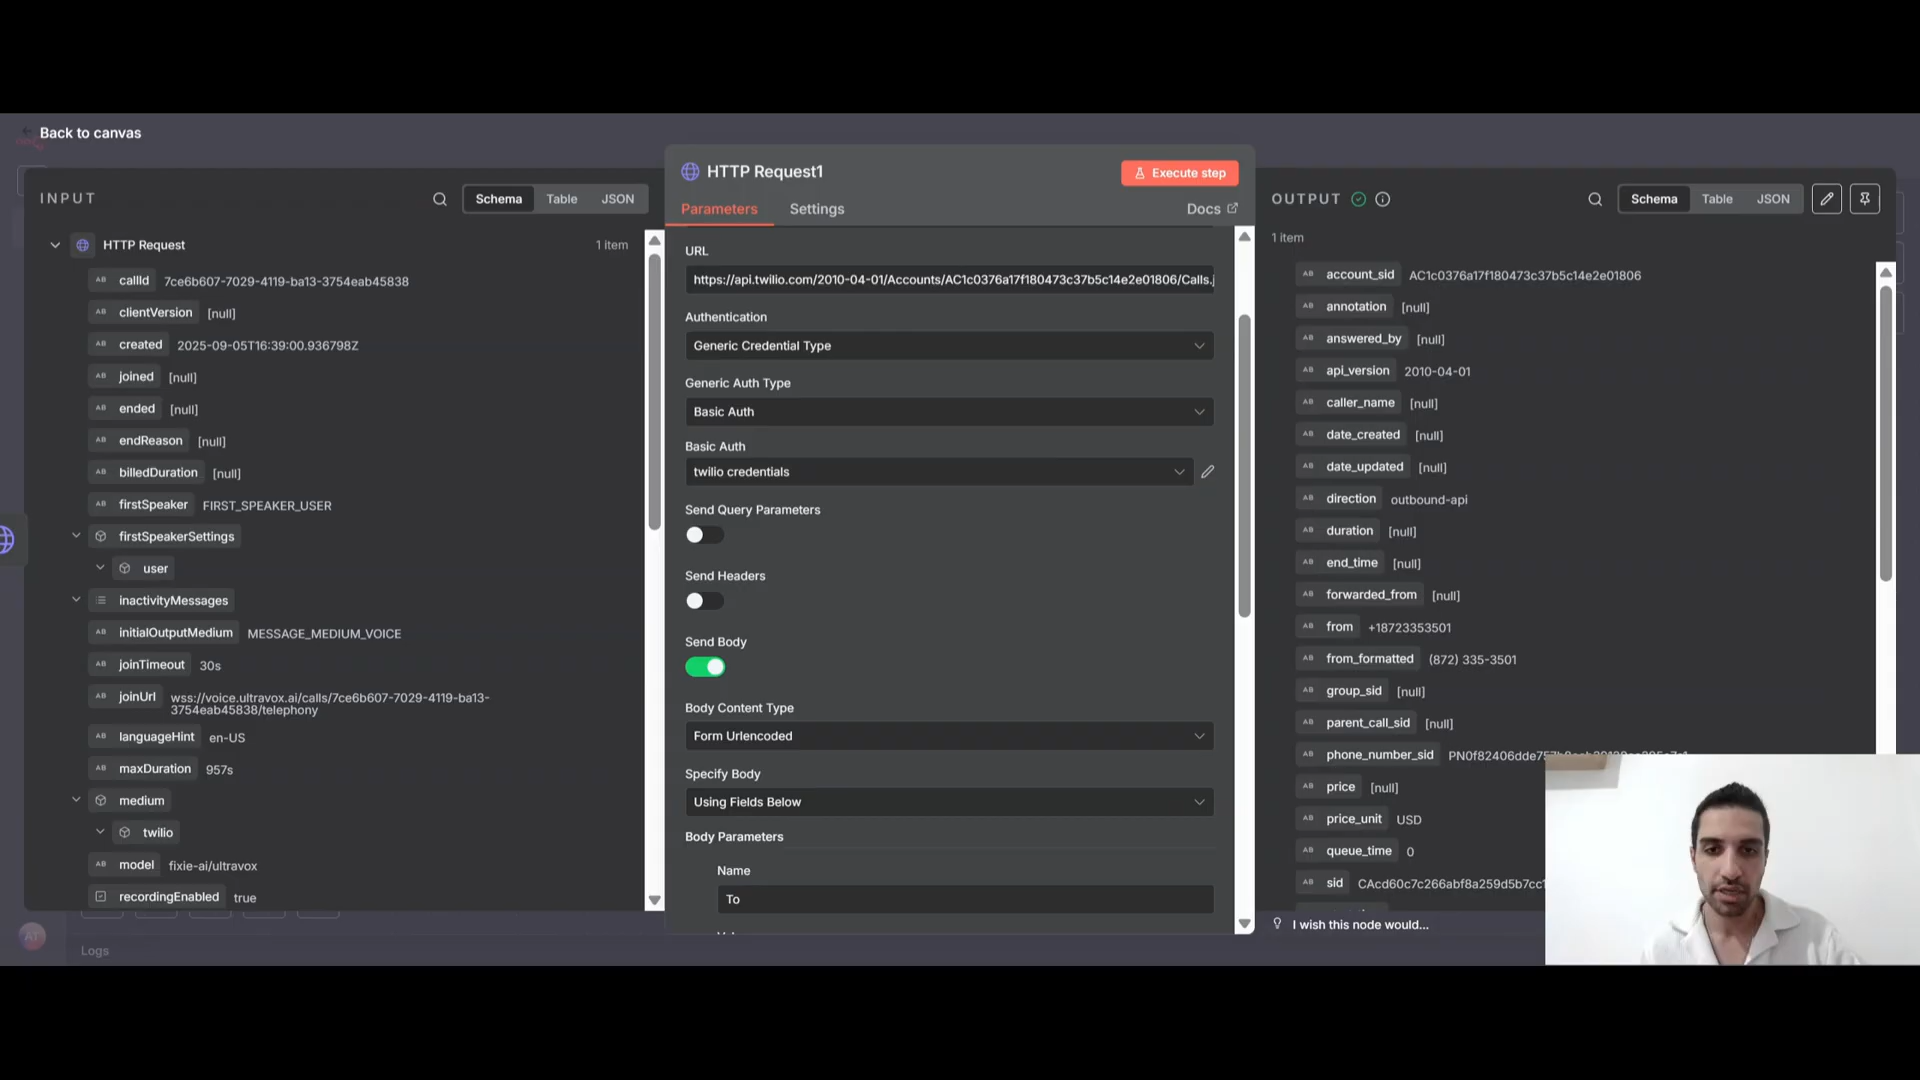 Back to canvas
INPUT
Schema
Table
JSON
HTTP Request
1 item
callId 7ce6b607-7029-4119-ba13-3754eab45838
clientVersion [null]
created 2025-09-05T16:39:00.936798Z
joined [null]
ended [null]
endReason [null]
billedDuration [null]
firstSpeaker FIRST_SPEAKER_USER
firstSpeakerSettings
user
inactivityMessages
initialOutputMedium MESSAGE_MEDIUM_VOICE
joinTimeout 30s
joinUrl wss://voice.ultravox.ai/calls/7ce6b607-7029-4119-ba13-
3754eab45838/telephony
languageHint en-US
maxDuration 957s
medium
twilio
model fixie-ai/ultravox
recordingEnabled true
Logs
HTTP Request1
Execute step
Parameters
Settings
Docs
URL
https://api.twilio.com/2010-04-01/Accounts/AC1c0376a17f180473c37b5c14e2e01806/Calls.j
Authentication
Generic Credential Type
Generic Auth Type
Basic Auth
Basic Auth
twilio credentials
Send Query Parameters
Send Headers
Send Body
Body Content Type
Form Urlencoded
Specify Body
Using Fields Below
Body Parameters
Name
To
OUTPUT
Schema
Table
JSON
1 item
account_sid AC1c0376a17f180473c37b5c14e2e01806
annotation [null]
answered_by [null]
api_version 2010-04-01
caller_name [null]
date_created [null]
date_updated [null]
direction outbound-api
duration [null]
end_time [null]
forwarded_from [null]
from +18723353501
from_formatted (872) 335-3501
group_sid [null]
parent_call_sid [null]
phone_number_sid
price [null]
price_unit USD
queue_time 0
sid CAcd60c7c266abf8a259d5b7cc1
I wish this node would...